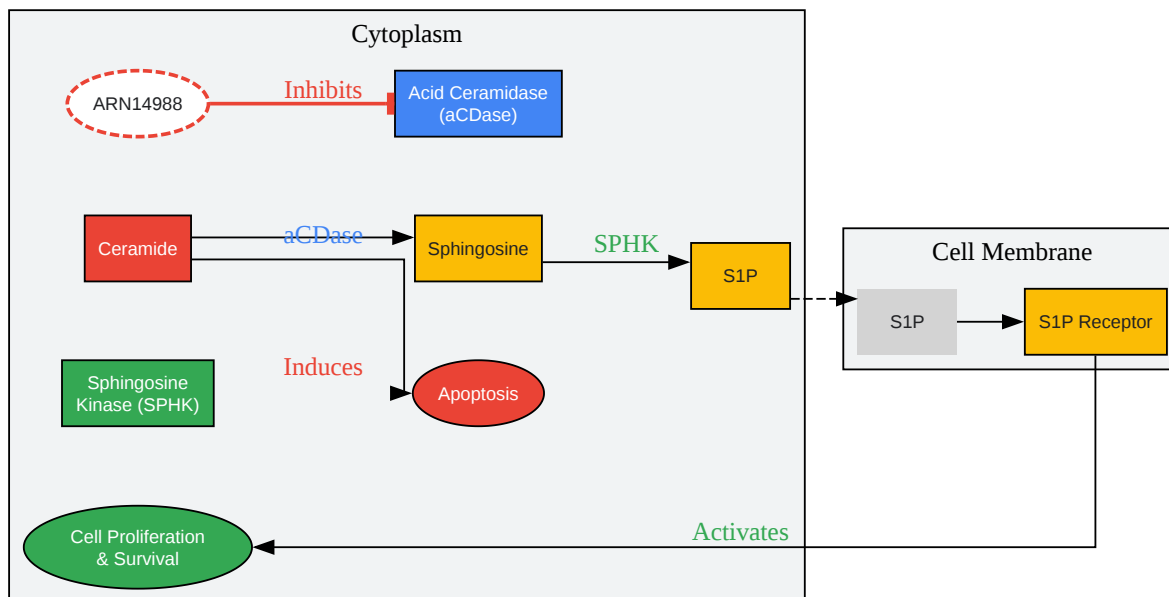 Cytoplasm
ARN14988
Inhibits
Acid Ceramidase
(aCDase)
Ceramide
aCDase
Sphingosine
SPHK
S1P
Cell Membrane
S1P
S1P Receptor
Sphingosine
Kinase (SPHK)
Induces
Apoptosis
Cell Proliferation
& Survival
Activates